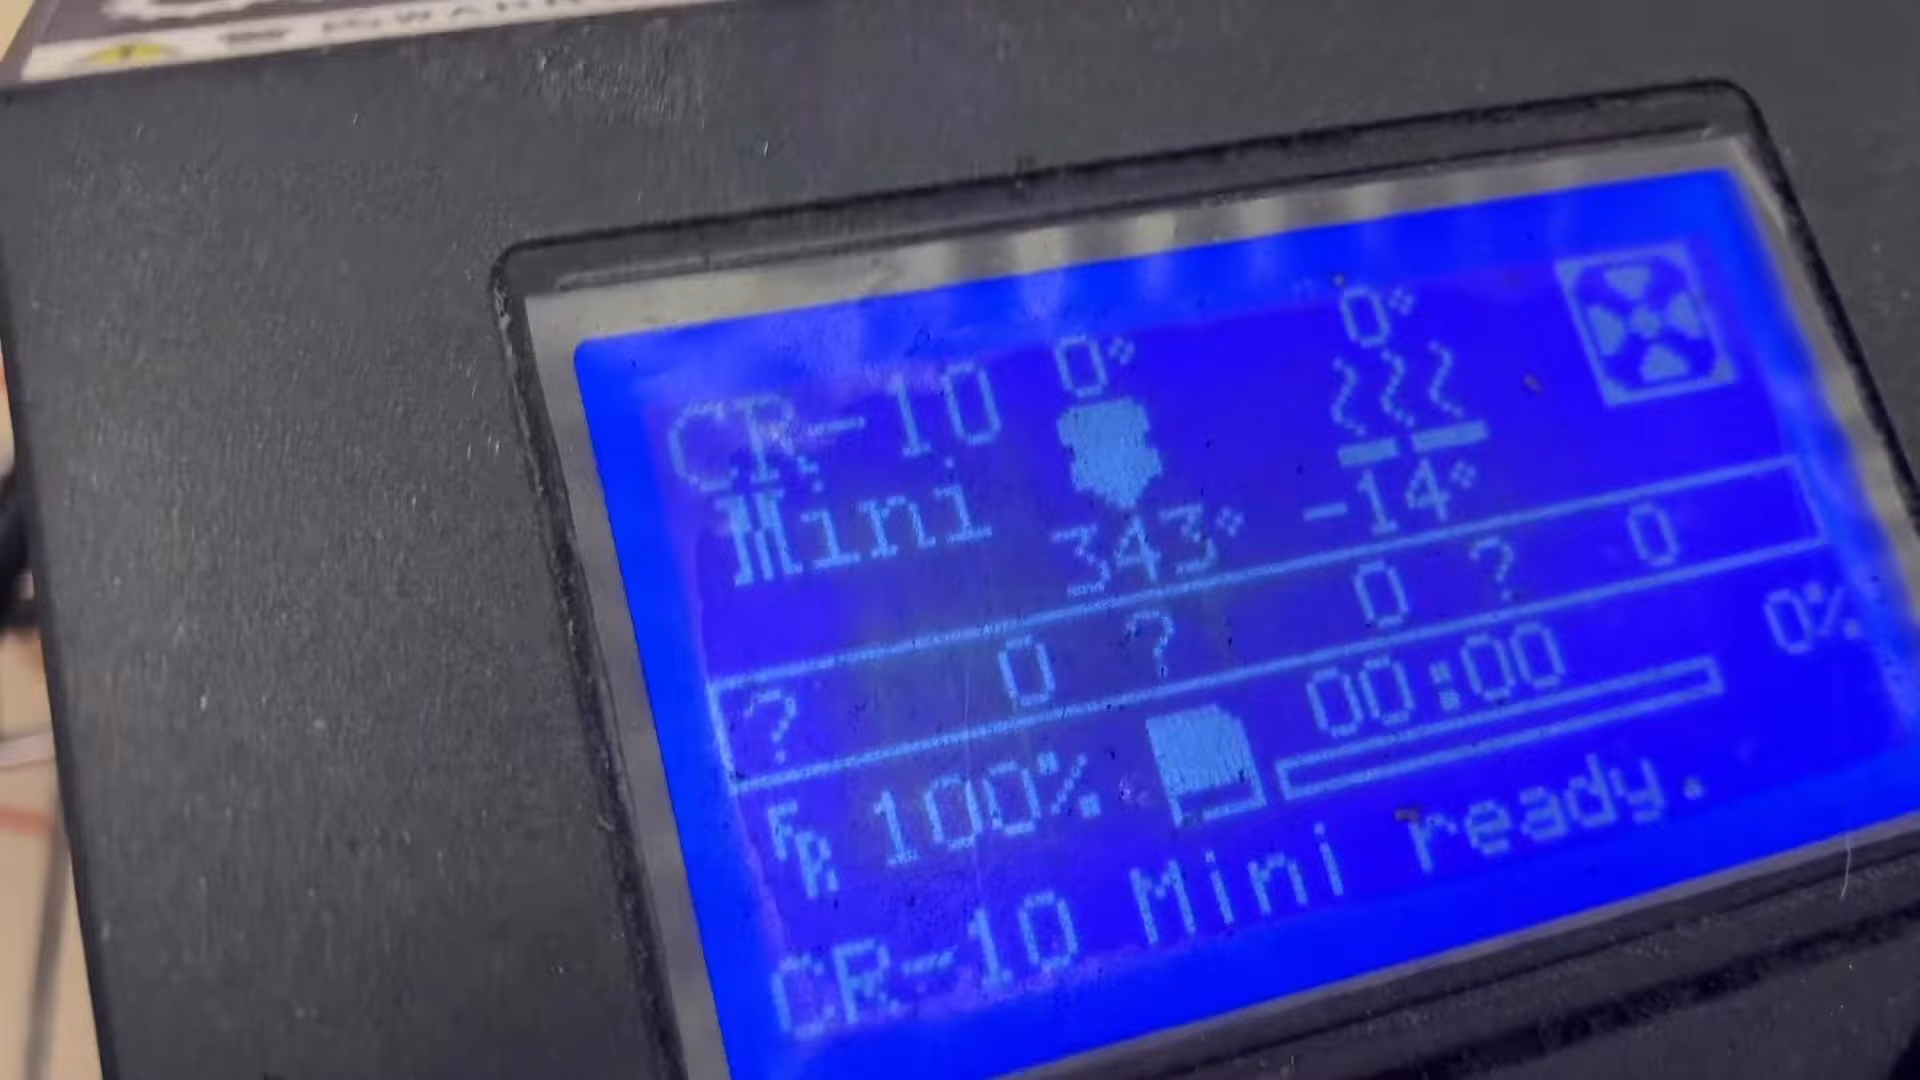 0° 0°
CR-10
Mini
343° -14°
? 0 ? 0 ? 0
FR 100% 00:00 0%
CR-10 Mini ready.